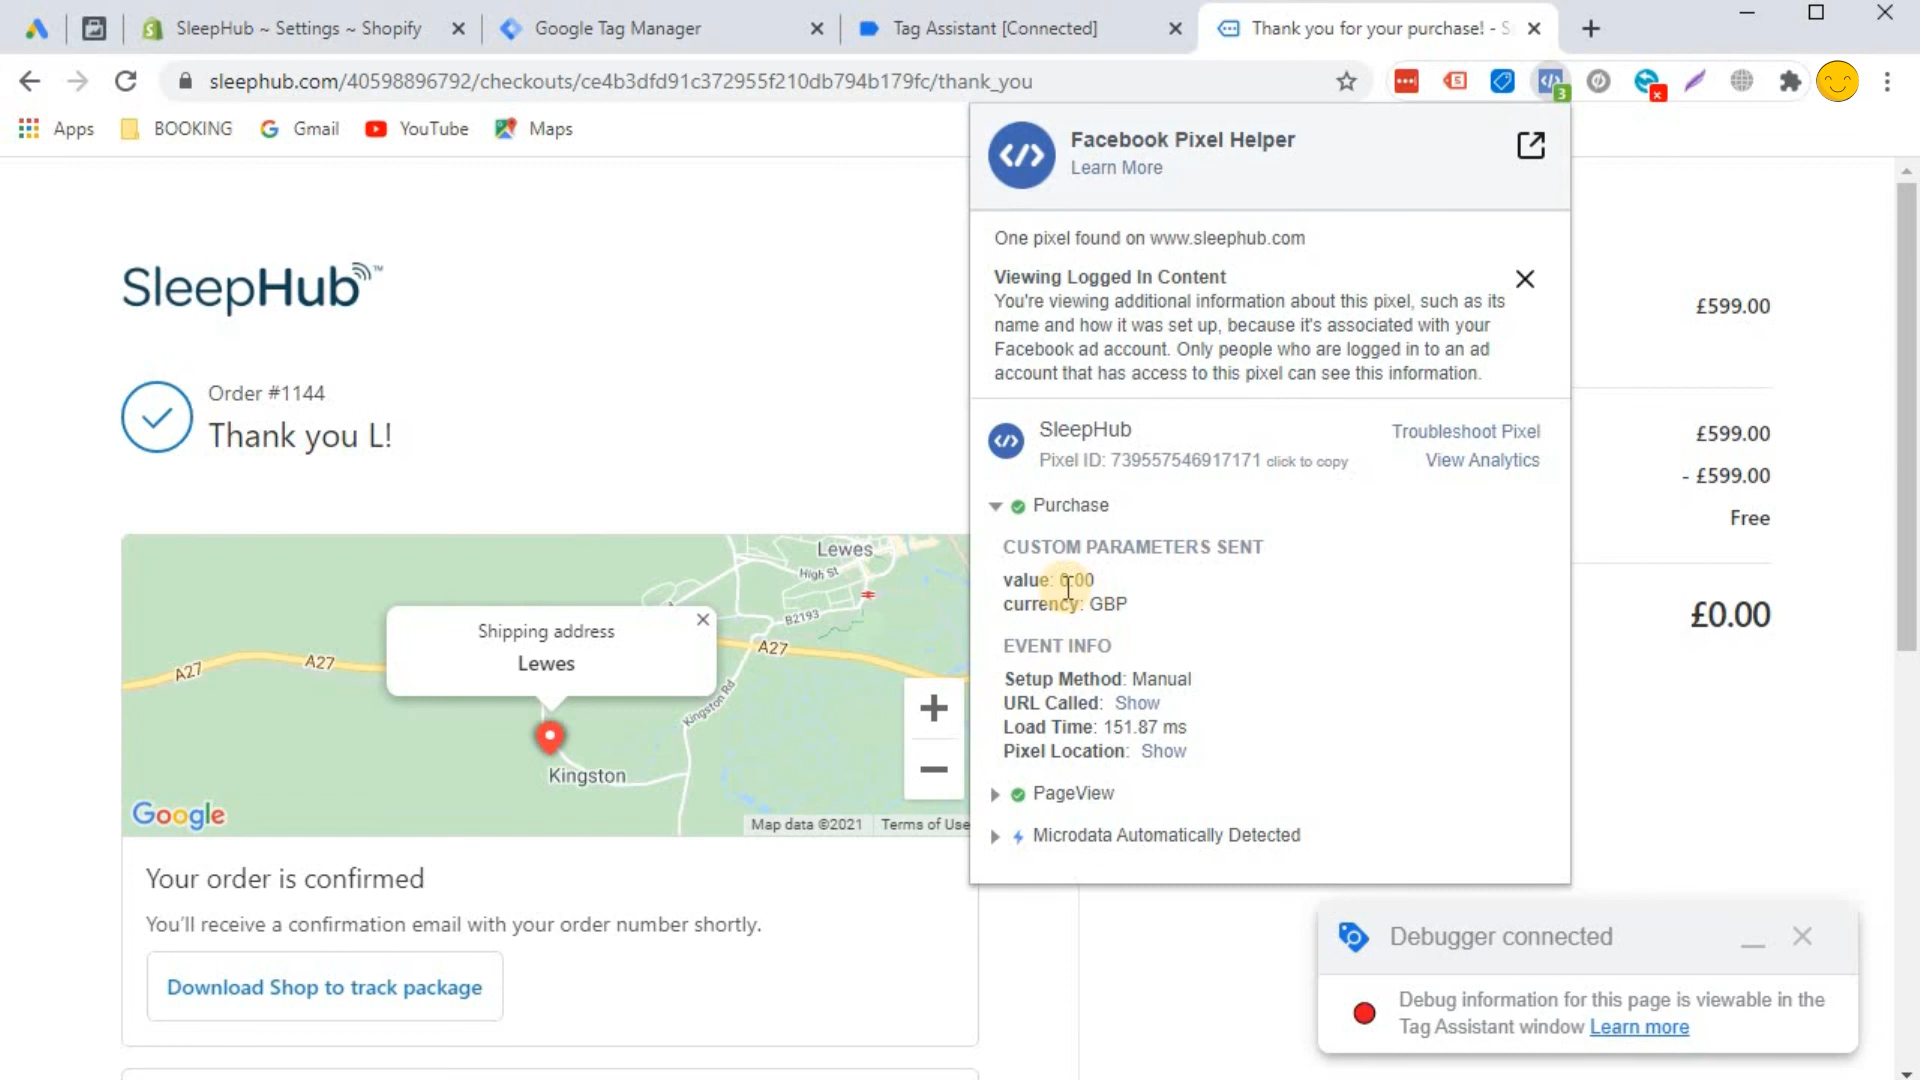 SleepHub ~ Settings ~ Shopify
Google Tag Manager
Tag Assistant [Connected]
Thank you for your purchase! - S
sleephub.com/40598896792/checkouts/ce4b3dfd91c372955f210db794b179fc/thank_you
3
Apps
BOOKING
Gmail
YouTube
Maps
Facebook Pixel Helper
Learn More
One pixel found on www.sleephub.com
Viewing Logged In Content
You're viewing additional information about this pixel, such as its
name and how it was set up, because it's associated with your
Facebook ad account. Only people who are logged in to an ad
account that has access to this pixel can see this information.
SleepHub
Troubleshoot Pixel
Pixel ID: 739557546917171 click to copy
View Analytics
Purchase
CUSTOM PARAMETERS SENT
value: 0.00
currency: GBP
EVENT INFO
Setup Method: Manual
URL Called: Show
Load Time: 151.87 ms
Pixel Location: Show
PageView
Microdata Automatically Detected
SleepHub™
Order #1144
Thank you L!
Lewes
High St
B2193
A27
A27
A27
Kingston Rd
Shipping address
Lewes
Kingston
Google
Map data ©2021
Terms of Use
Your order is confirmed
You'll receive a confirmation email with your order number shortly.
Download Shop to track package
£599.00
£599.00
- £599.00
Free
£0.00
Debugger connected
Debug information for this page is viewable in the
Tag Assistant window Learn more